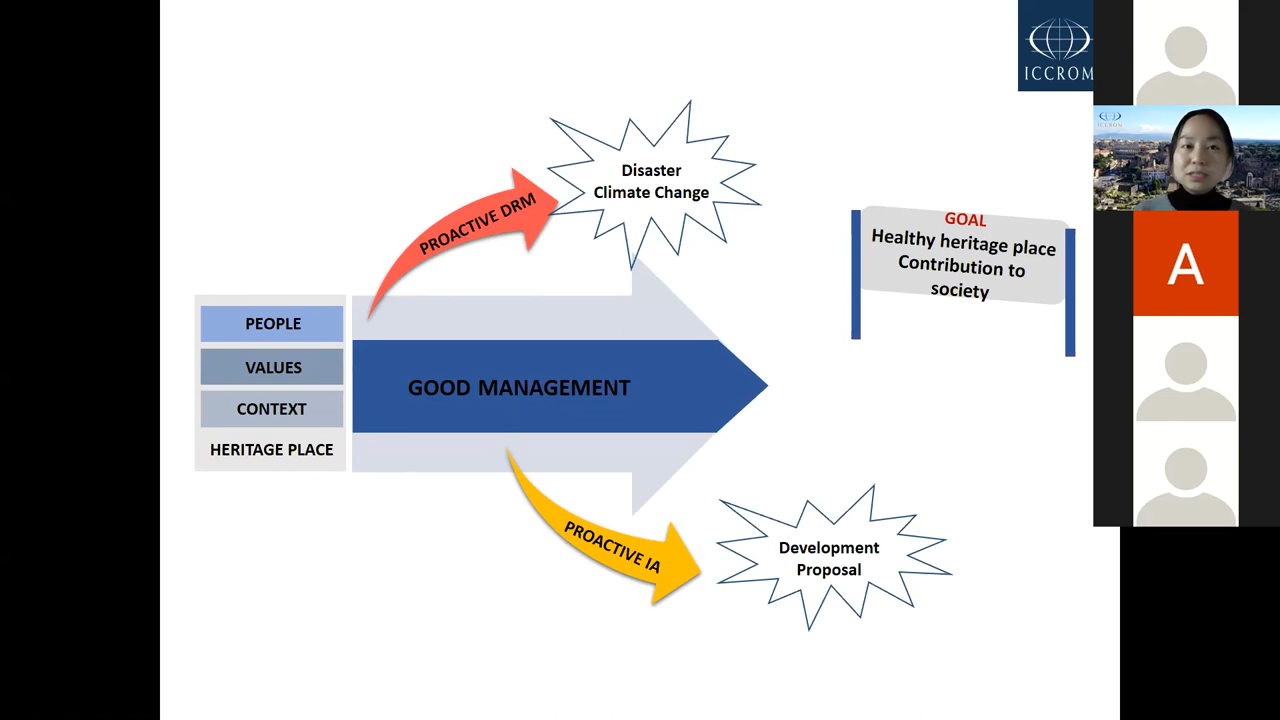 ICCROM
ICCROM
Disaster
Climate Change
PROACTIVE DRM
GOAL
Healthy heritage place
Contribution to
society
A
PEOPLE
VALUES
CONTEXT
HERITAGE PLACE
GOOD MANAGEMENT
PROACTIVE IA
Development
Proposal